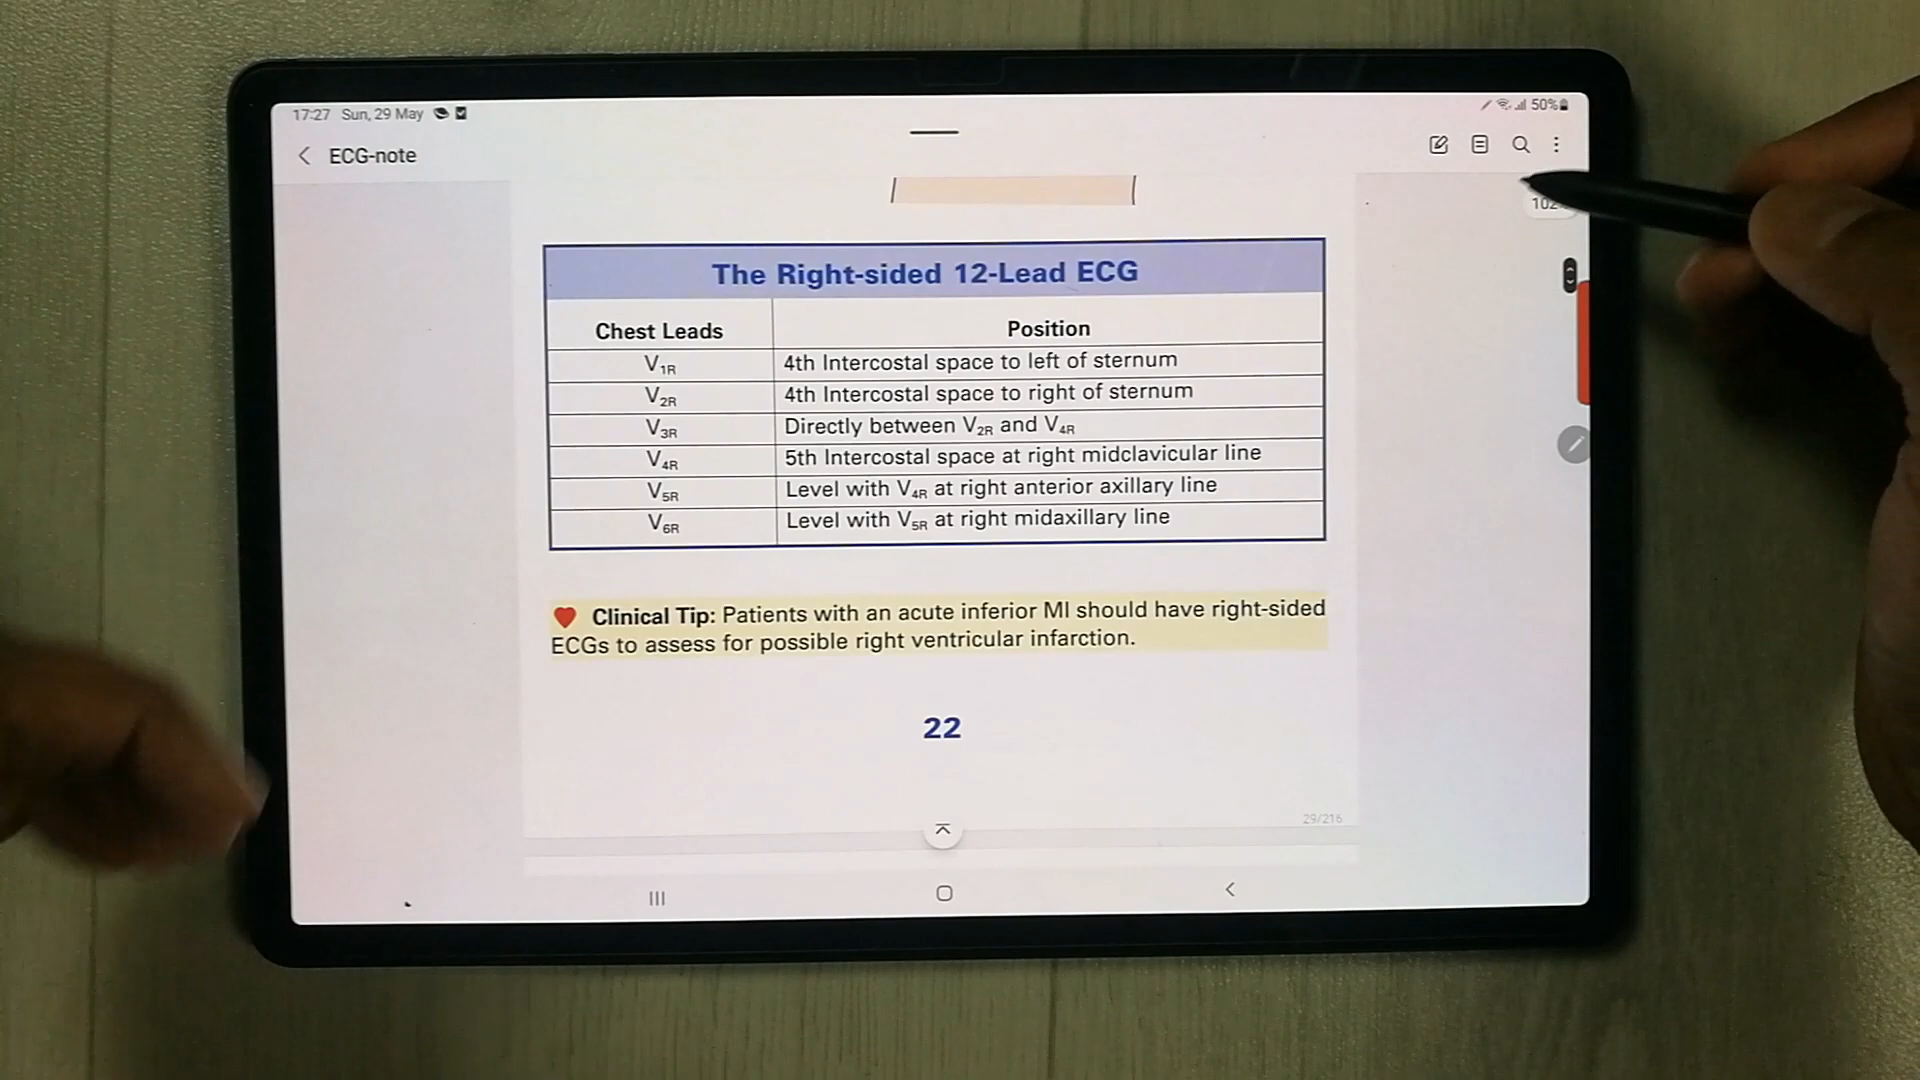 17:27 Sun, 29 May 50%
ECG-note
The Right-sided 12-Lead ECG
Chest Leads Position
V1R 4th Intercostal space to left of sternum
V2R 4th Intercostal space to right of sternum
V3R Directly between V2R and V4R
V4R 5th Intercostal space at right midclavicular line
V5R Level with V4R at right anterior axillary line
V6R Level with V5R at right midaxillary line
Clinical Tip: Patients with an acute inferior MI should have right-sided
ECGs to assess for possible right ventricular infarction.
22
29/216